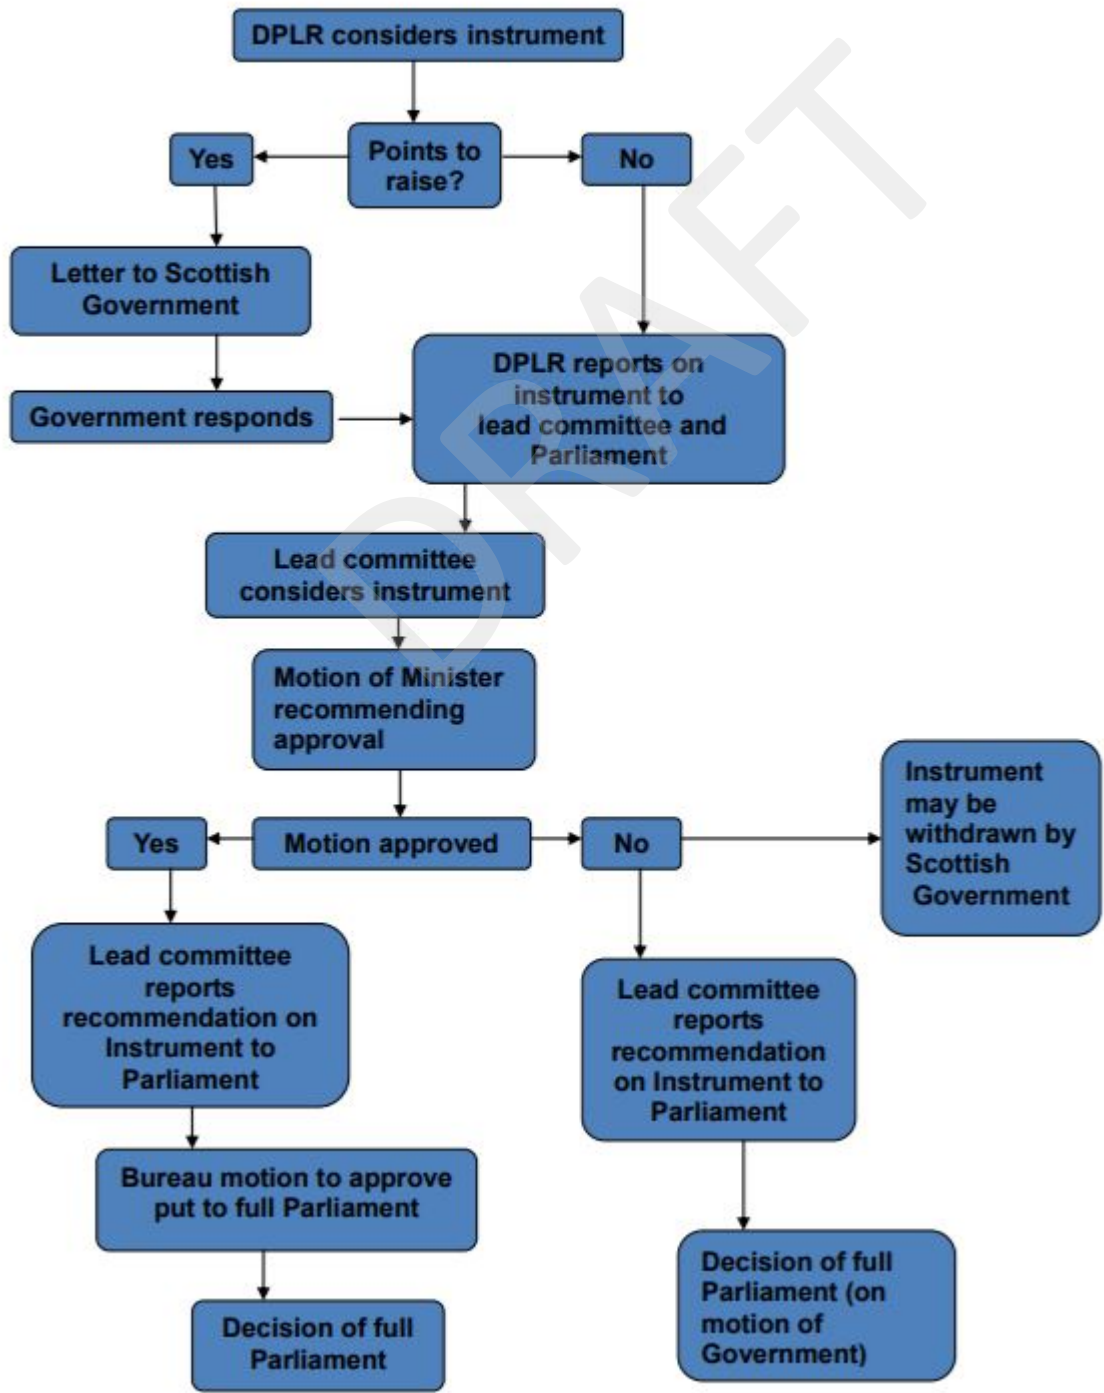 DPLR considers instrument
Yes
Points to
raise?
No
Letter to Scottish
Government
Government responds
DPLR reports on
instrument to
lead committee and
Parliament
Lead committee
considers instrument
Motion of Minister
recommending
approval
Yes
Motion approved
No
Instrument
may be
withdrawn by
Scottish
Government
Lead committee
reports
recommendation on
Instrument to
Parliament
Lead committee
reports
recommendation
on Instrument to
Parliament
Bureau motion to approve
put to full Parliament
Decision of full
Parliament
Decision of full
Parliament (on
motion of
Government)
DRAFT